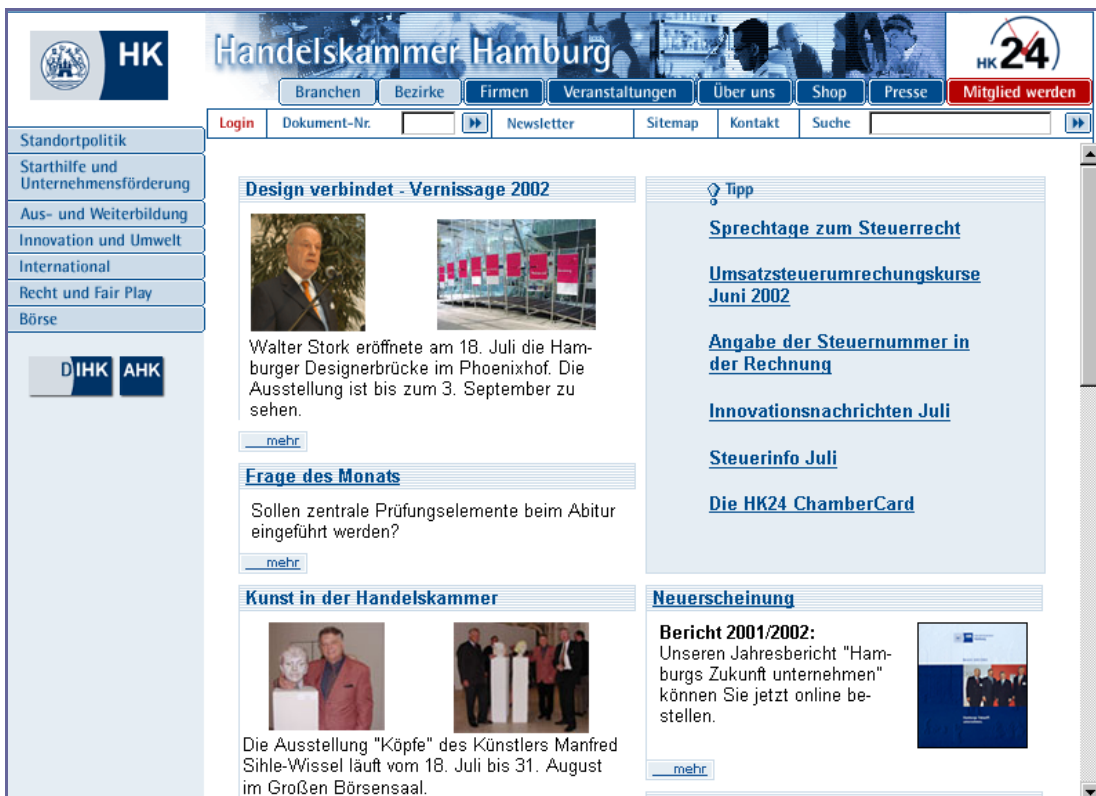 HK
Handelskammer Hamburg
HK 24
Branchen Bezirke Firmen Veranstaltungen Über uns Shop Presse Mitglied werden
Login Dokument-Nr. Newsletter Sitemap Kontakt Suche
Standortpolitik
Starthilfe und
Unternehmensförderung
Aus- und Weiterbildung
Innovation und Umwelt
International
Recht und Fair Play
Börse
DIHK AHK
Design verbindet - Vernissage 2002
Walter Stork eröffnete am 18. Juli die Ham-
burger Designerbrücke im Phoenixhof. Die
Ausstellung ist bis zum 3. September zu
sehen.
mehr
Frage des Monats
Sollen zentrale Prüfungselemente beim Abitur
eingeführt werden?
mehr
Kunst in der Handelskammer
Die Ausstellung "Köpfe" des Künstlers Manfred
Sihle-Wissel läuft vom 18. Juli bis 31. August
im Großen Börsensaal.
Tipp
Sprechtage zum Steuerrecht
Umsatzsteuerumrechungskurse
Juni 2002
Angabe der Steuernummer in
der Rechnung
Innovationsnachrichten Juli
Steuerinfo Juli
Die HK24 ChamberCard
Neuerscheinung
Bericht 2001/2002:
Unseren Jahresbericht "Ham-
burgs Zukunft unternehmen"
können Sie jetzt online be-
stellen.
mehr